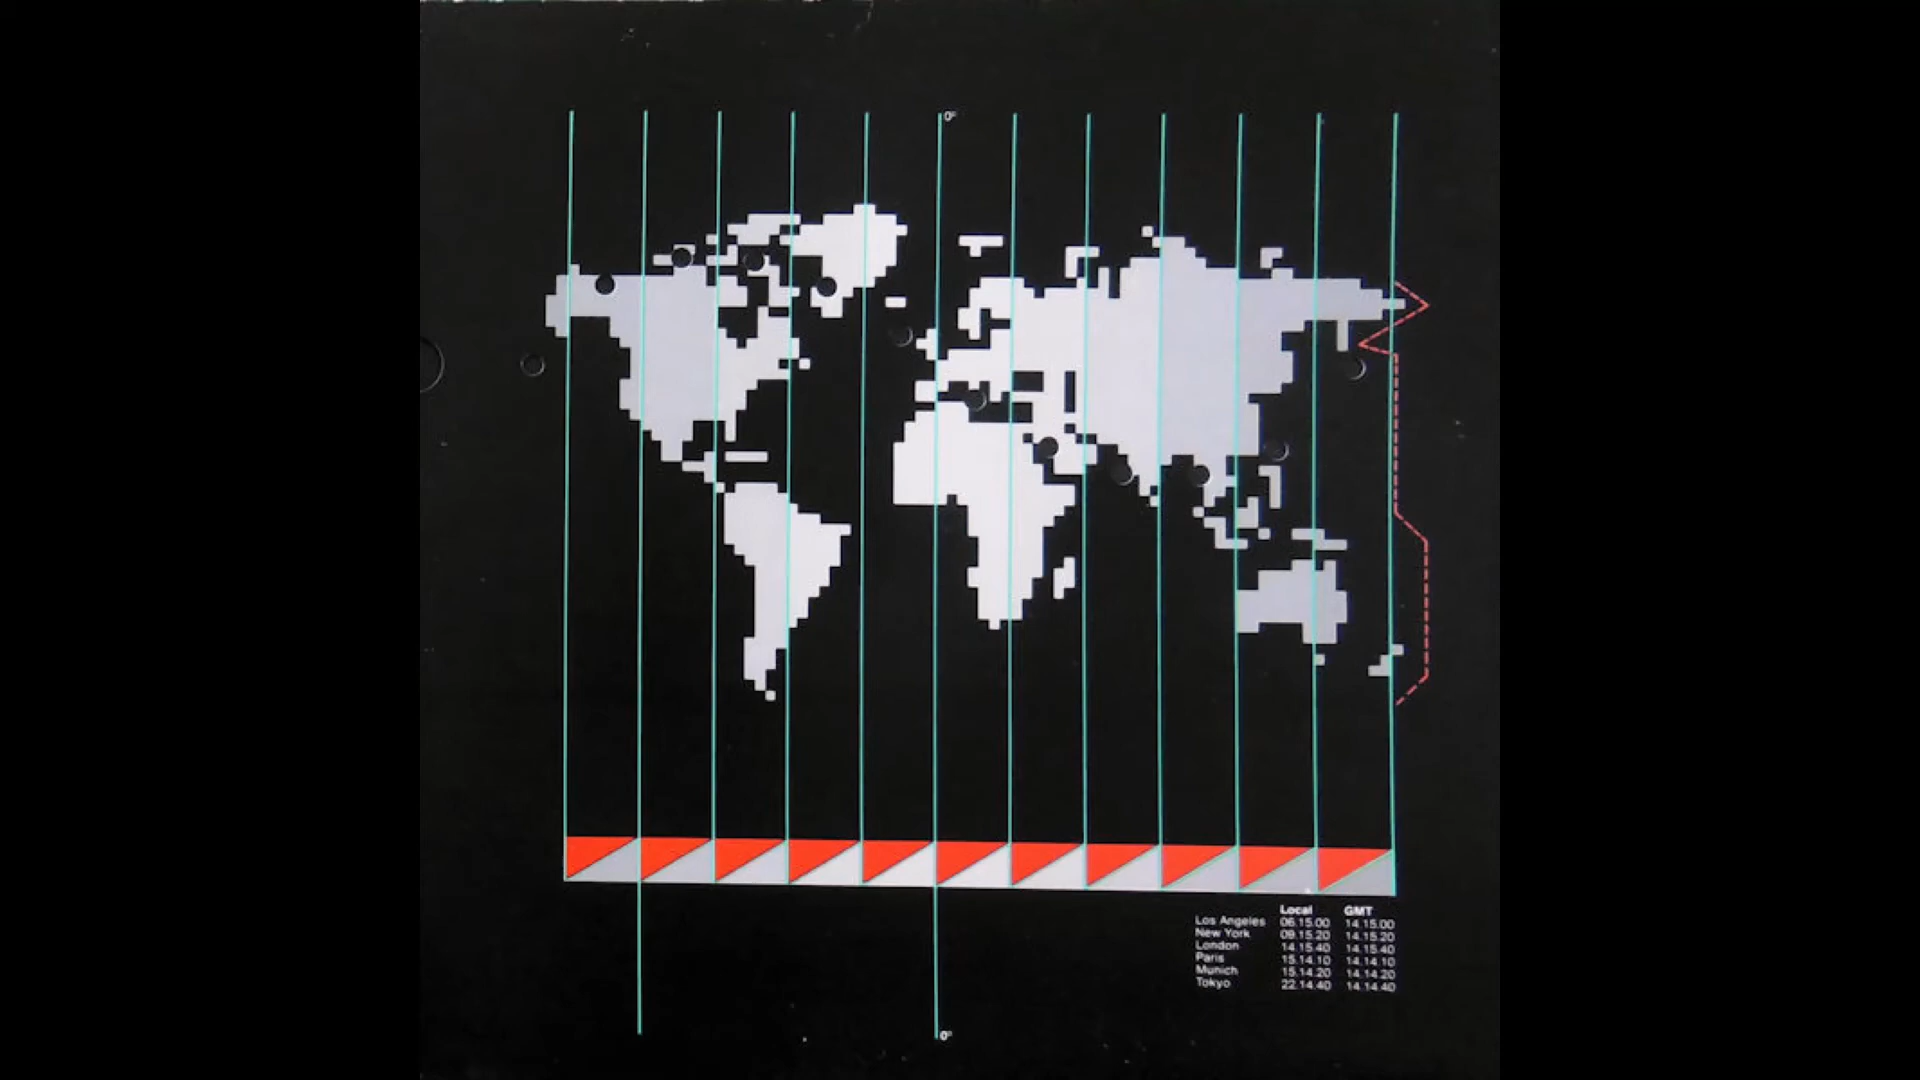 0°
Local GMT
Los Angeles 06.15.00 14.15.00
New York 09.15.20 14.15.20
London 14.15.40 14.15.40
Paris 15.14.10 14.14.10
Munich 15.14.20 14.14.20
Tokyo 22.14.40 14.14.40
0°